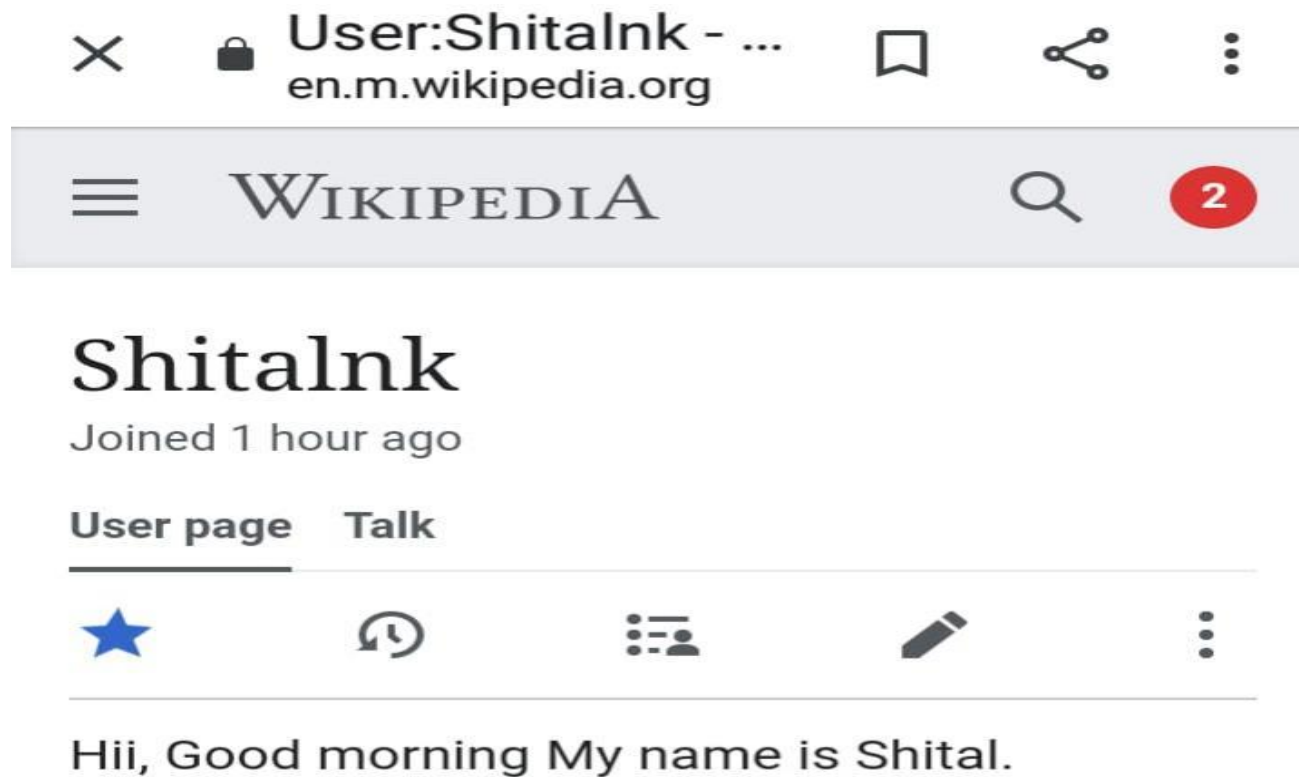 User:Shitalnk - ...
en.m.wikipedia.org
WIKIPEDIA
2
Shitalnk
Joined 1 hour ago
User page Talk
Hii, Good morning My name is Shital.